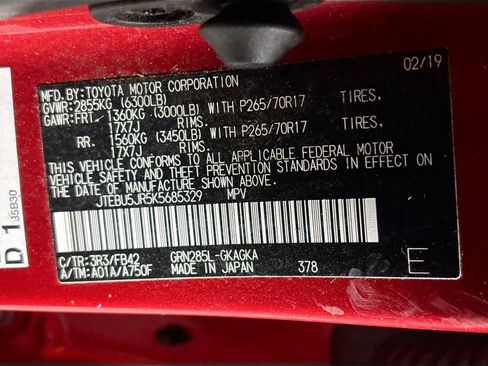 MFD.BY:TOYOTA MOTOR CORPORATION 02/19
GVWR:2855KG (6300LB)
GAWR:FRT. 1360KG (3000LB) WITH P265/70R17 TIRES,
17X7J
RR. 1560KG (3450LB) WITH P265/70R17 TIRES,
17X7J
THIS VEHICLE CONFORMS TO ALL APPLICABLE FEDERAL MOTOR
VEHICLE SAFETY AND THEFT PREVENTION STANDARDS IN EFFECT ON
THE DATE OF MANUFACTURE SHOWN ABOVE.
JTEBU5JR5K5685329 MPV
C/TR:3R3/FB42 GRN285L-GKAGKA
A/TM:A01A/A750F MADE IN JAPAN 378 E
D 1 35B30